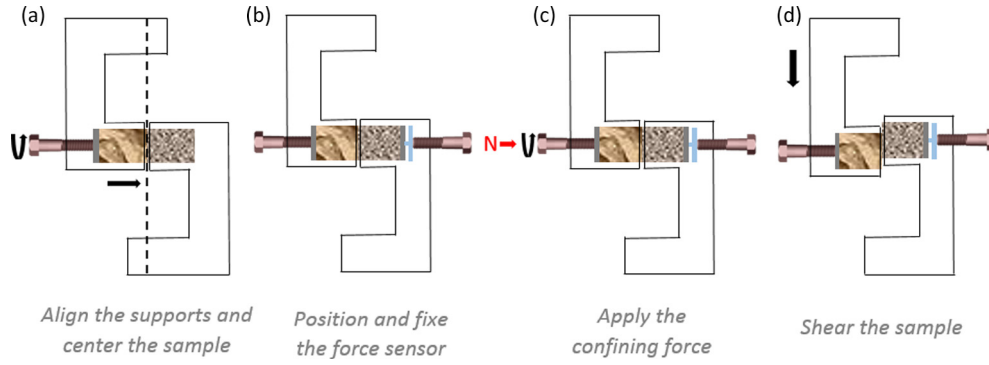 (a)
(b)
(c)
(d)
N
Align the supports and
center the sample
Position and fixe
the force sensor
Apply the
confining force
Shear the sample